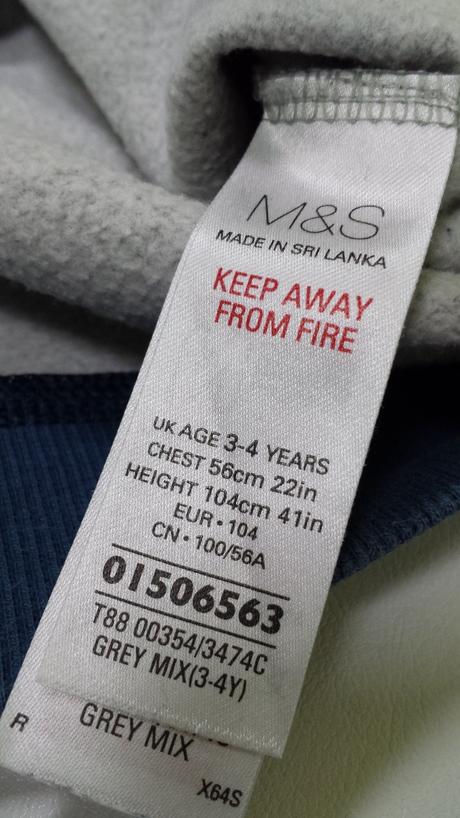 M&S
MADE IN SRI LANKA
KEEP AWAY
FROM FIRE
UK AGE 3-4 YEARS
CHEST 56cm 22in
HEIGHT 104cm 41in
EUR • 104
CN • 100/56A
01506563
T88 00354/3474C
GREY MIX(3-4Y)
GREY MIX
R
X64S